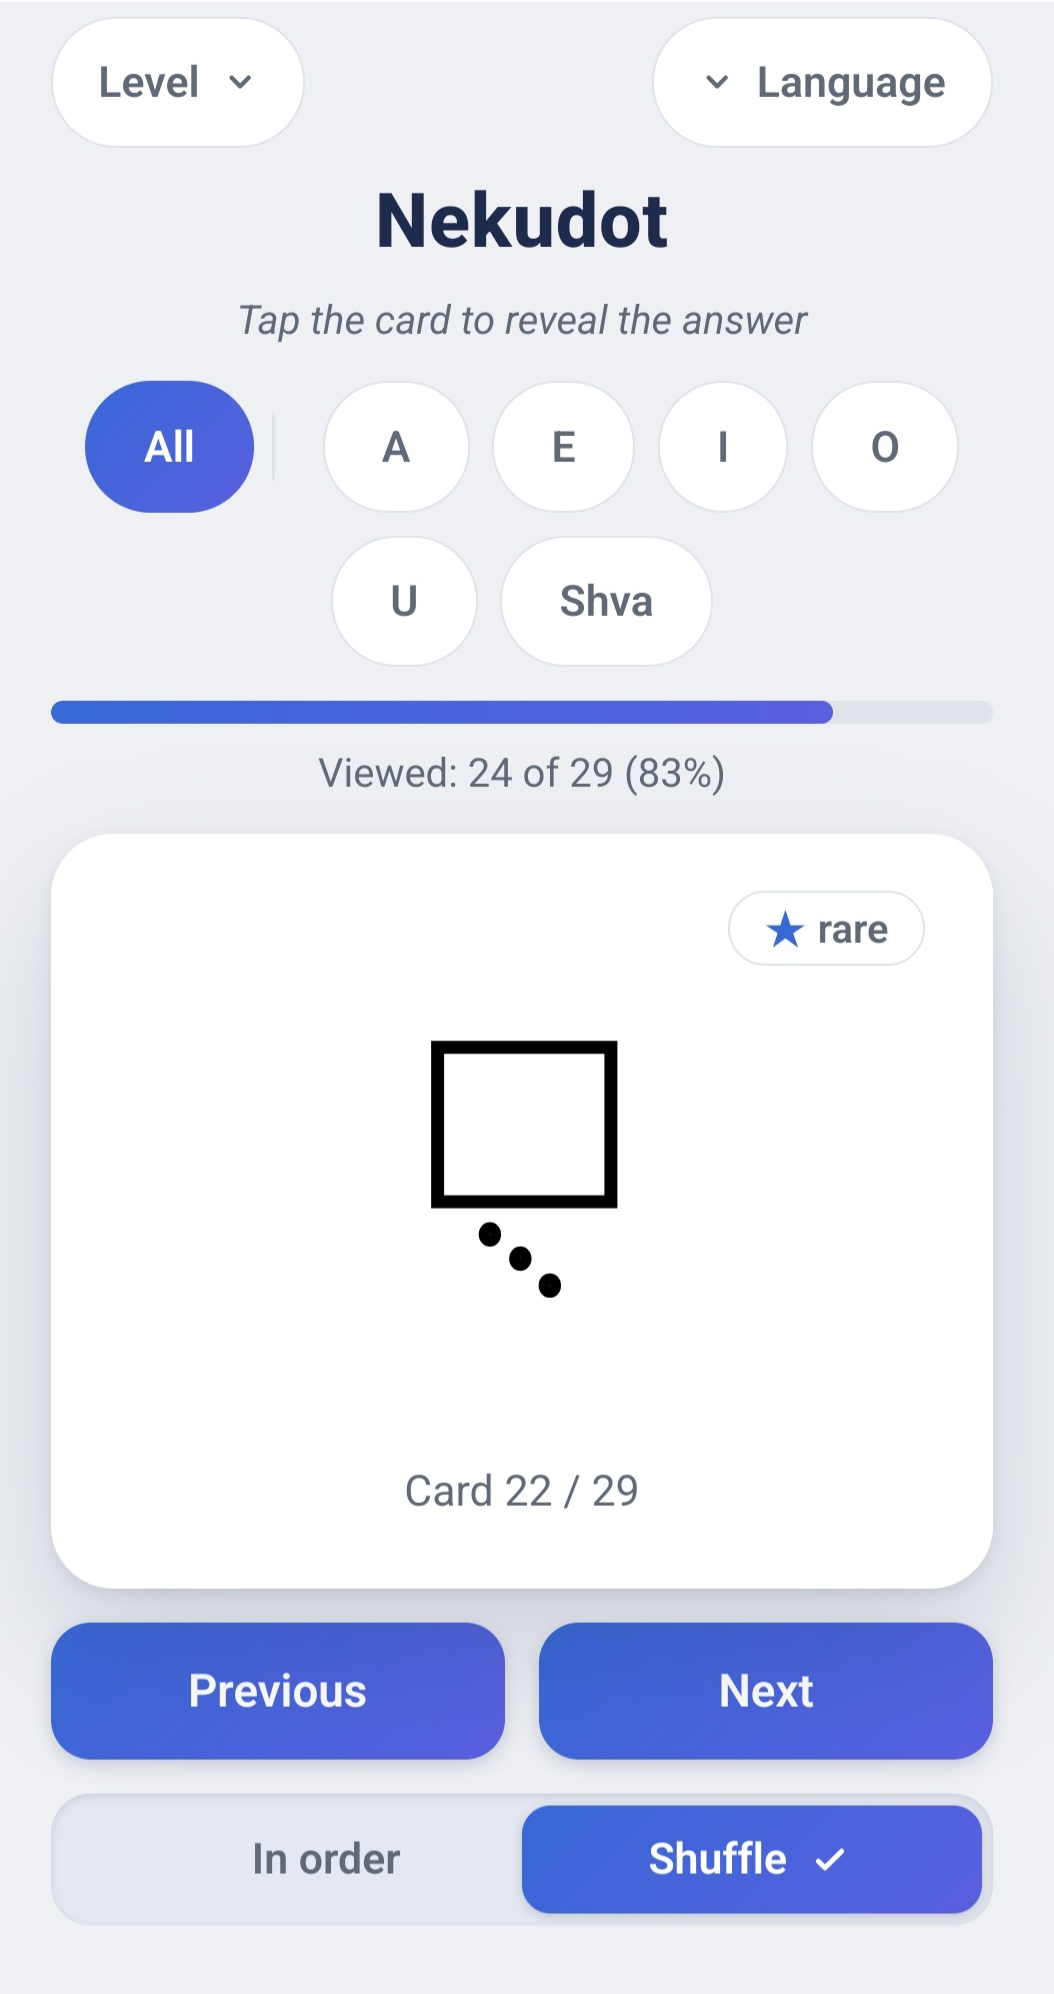 Level
Language
Nekudot
Tap the card to reveal the answer
All
A
E
I
O
U
Shva
Viewed: 24 of 29 (83%)
★ rare
□ֻ
Card 22 / 29
Previous
Next
In order
Shuffle ✓